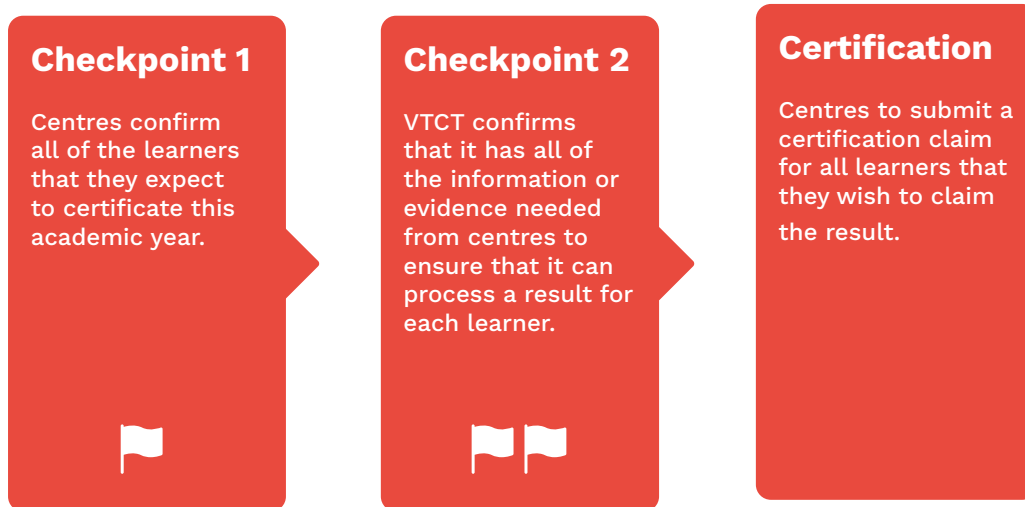 Checkpoint 1
Centres confirm
all of the learners
that they expect
to certificate this
academic year.
Checkpoint 2
VTCT confirms
that it has all of
the information or
evidence needed
from centres to
ensure that it can
process a result for
each learner.
Certification
Centres to submit a
certification claim
for all learners that
they wish to claim
the result.